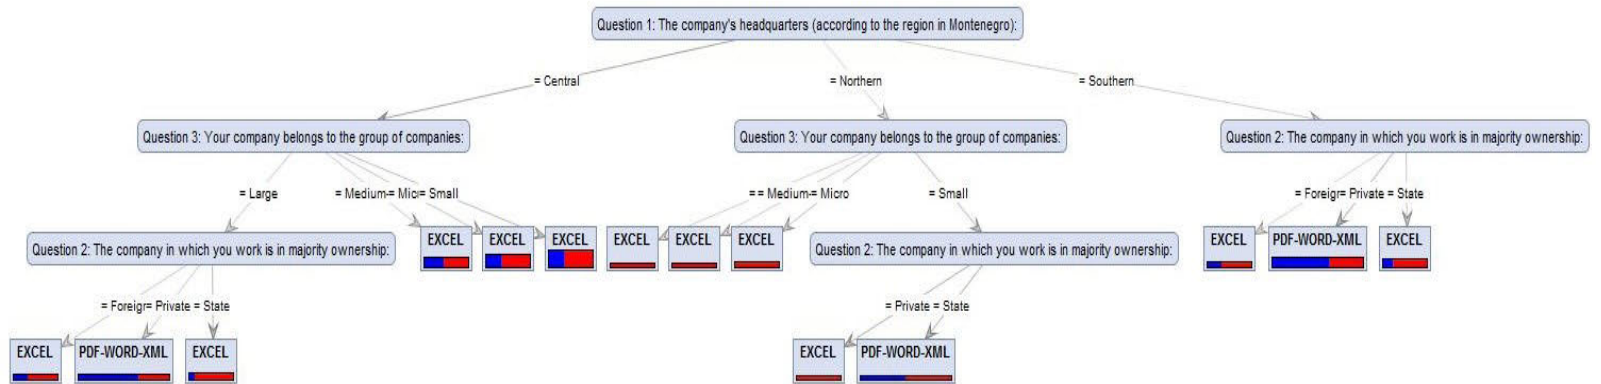 Question 1: The company's headquarters (according to the region in Montenegro):
= Central
= Northern
= Southern
Question 3: Your company belongs to the group of companies:
Question 3: Your company belongs to the group of companies:
Question 2: The company in which you work is in majority ownership:
= Large
= Medium
= Micr
= Small
= 
= Medium
= Micro
= Small
= Foreigr
= Private
= State
Question 2: The company in which you work is in majority ownership:
EXCEL
EXCEL
EXCEL
EXCEL
EXCEL
EXCEL
Question 2: The company in which you work is in majority ownership:
EXCEL
PDF-WORD-XML
EXCEL
= Foreigr
= Private
= State
= Private
= State
EXCEL
PDF-WORD-XML
EXCEL
EXCEL
PDF-WORD-XML